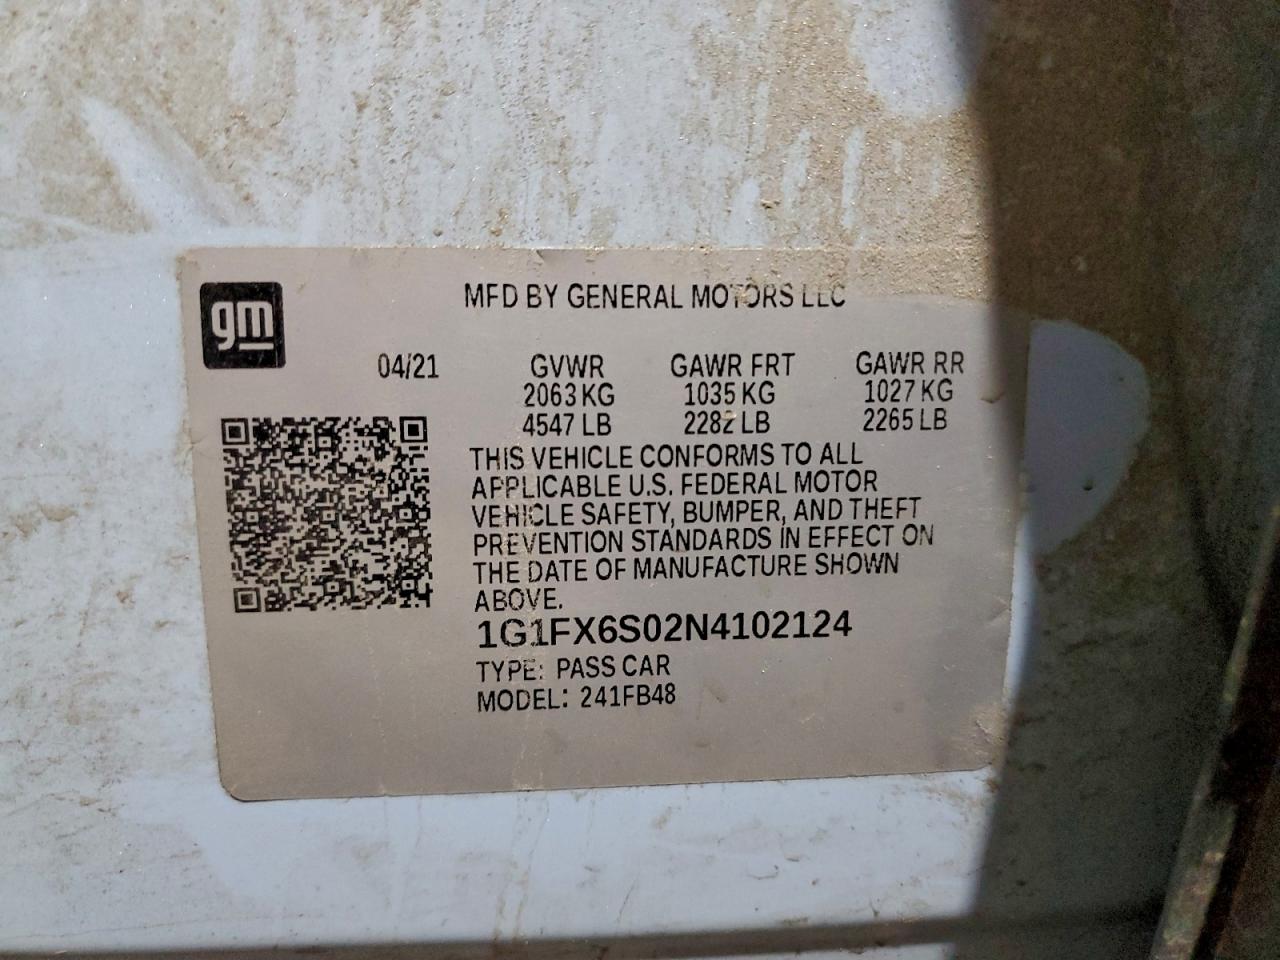 gm
MFD BY GENERAL MOTORS LLC
04/21 GVWR GAWR FRT GAWR RR
2063 KG 1035 KG 1027 KG
4547 LB 2282 LB 2265 LB
THIS VEHICLE CONFORMS TO ALL
APPLICABLE U.S. FEDERAL MOTOR
VEHICLE SAFETY, BUMPER, AND THEFT
PREVENTION STANDARDS IN EFFECT ON
THE DATE OF MANUFACTURE SHOWN
ABOVE.
1G1FX6S02N4102124
TYPE: PASS CAR
MODEL: 241FB48